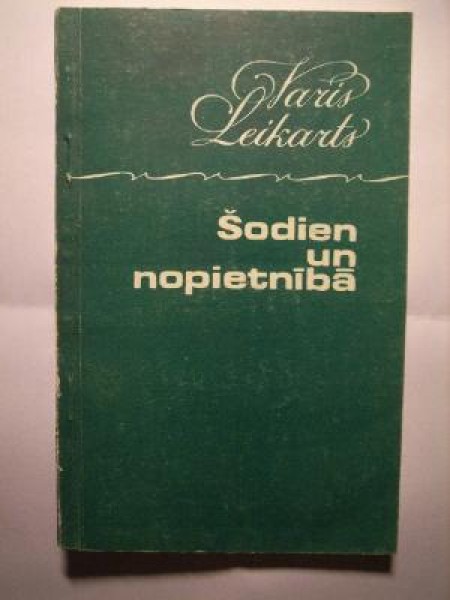 Varis
Leikarts
Šodien
un
nopietnībā